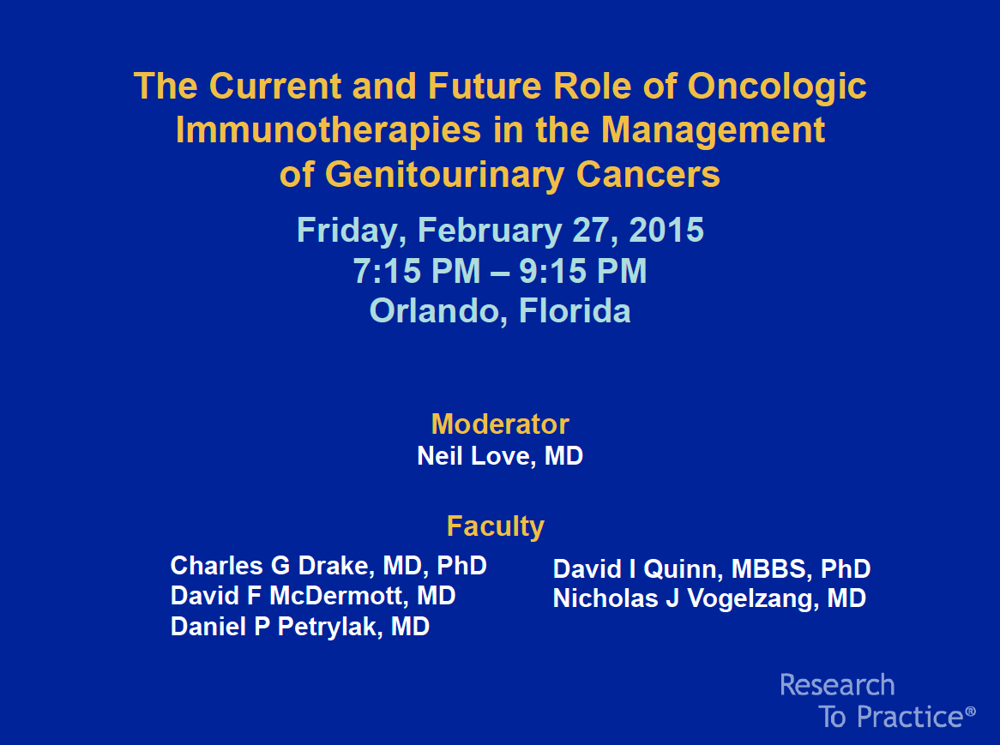 The Current and Future Role of Oncologic
Immunotherapies in the Management
of Genitourinary Cancers
Friday, February 27, 2015
7:15 PM – 9:15 PM
Orlando, Florida
Moderator
Neil Love, MD
Faculty
Charles G Drake, MD, PhD
David F McDermott, MD
Daniel P Petrylak, MD
David I Quinn, MBBS, PhD
Nicholas J Vogelzang, MD
Research
To Practice®